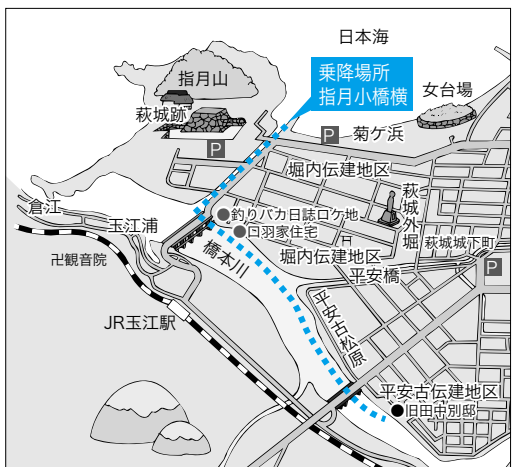 日本海
乗降場所
指月小橋横
指月山
女台場
萩城跡
P
P
菊ケ浜
堀内伝建地区
萩城外堀
倉江
玉江浦
釣りバカ日誌ロケ地
口羽家住宅
卍観音院
橋本川
堀内伝建地区
萩城城下町
平安橋
P
JR玉江駅
平安古松原
平安古伝建地区
旧田中別邸